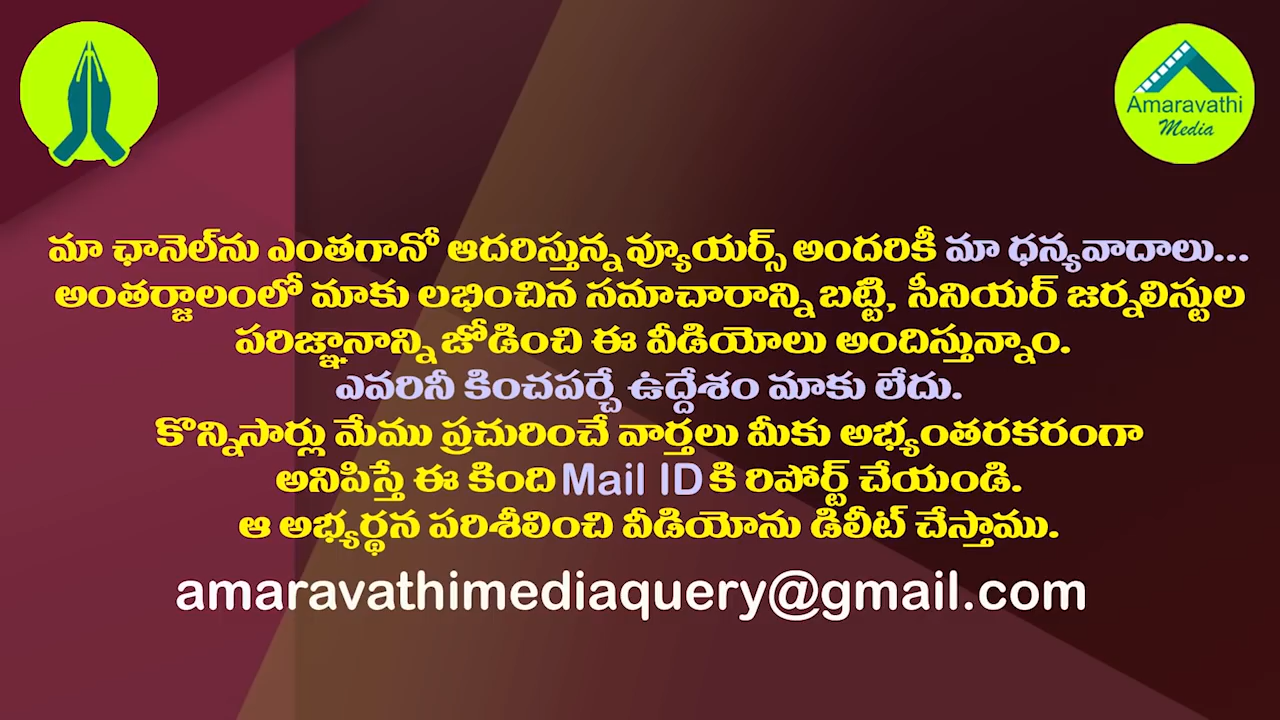 Amaravathi
Media
మా ఛానెల్‌ను ఎంతగానో ఆదరిస్తున్న వ్యూయర్స్ అందరికీ మా ధన్యవాదాలు...
అంతర్జాలంలో మాకు లభించిన సమాచారాన్ని బట్టి, సీనియర్ జర్నలిస్టుల
పరిజ్ఞానాన్ని జోడించి ఈ వీడియోలు అందిస్తున్నాం.
ఎవరినీ కించపర్చే ఉద్దేశం మాకు లేదు.
కొన్నిసార్లు మేము ప్రచురించే వార్తలు మీకు అభ్యంతరకరంగా
అనిపిస్తే ఈ కింది Mail ID కి రిపోర్ట్ చేయండి.
ఆ అభ్యర్థన పరిశీలించి వీడియోను డిలీట్ చేస్తాము.
amaravathimediaquery@gmail.com